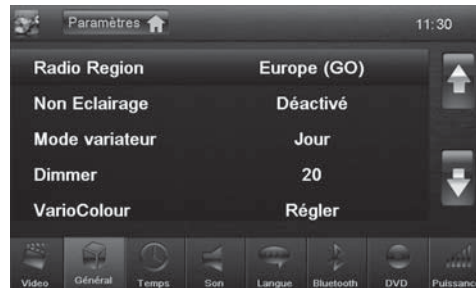 Paramètres 11:30
Radio Region Europe (GO)
Non Eclairage Déactivé
Mode variateur Jour
Dimmer 20
VarioColour Régler
Video Général Temps Son Langue Bluetooth DVD Puissanc